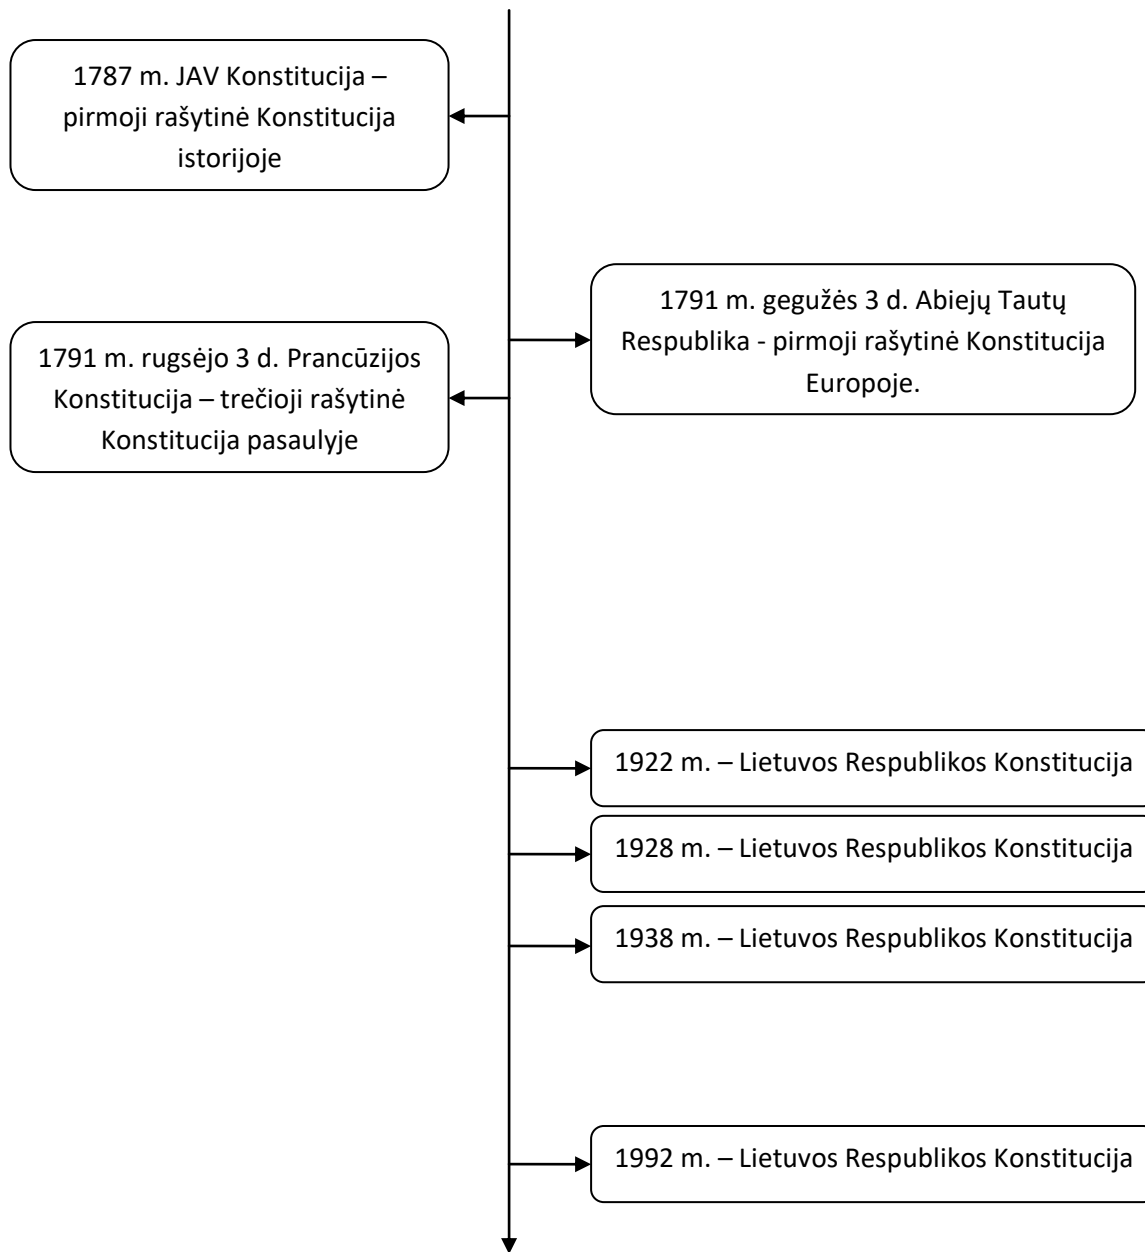 1787 m. JAV Konstitucija –
pirmoji rašytinė Konstitucija
istorijoje
1791 m. gegužės 3 d. Abiejų Tautų
Respublika - pirmoji rašytinė Konstitucija
Europoje.
1791 m. rugsėjo 3 d. Prancūzijos
Konstitucija – trečioji rašytinė
Konstitucija pasaulyje
1922 m. – Lietuvos Respublikos Konstitucija
1928 m. – Lietuvos Respublikos Konstitucija
1938 m. – Lietuvos Respublikos Konstitucija
1992 m. – Lietuvos Respublikos Konstitucija